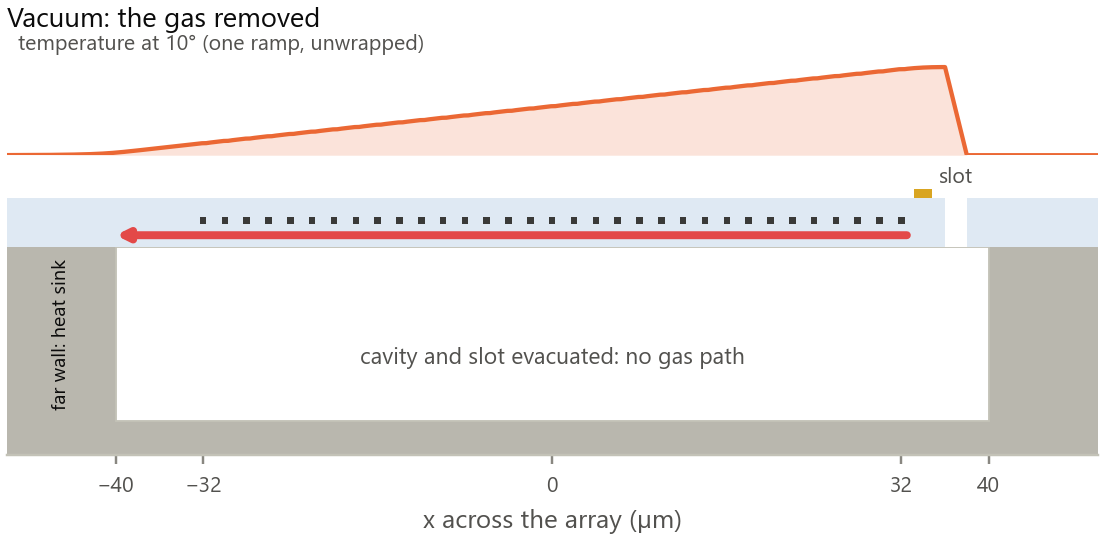 Vacuum: the gas removed
temperature at 10° (one ramp, unwrapped)
slot
far wall: heat sink
cavity and slot evacuated: no gas path
−40 −32 0 32 40
x across the array (μm)